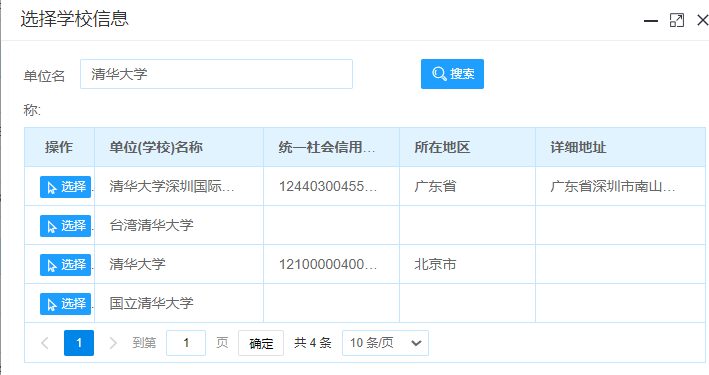 选择学校信息
单位名 清华大学 搜索
称:
操作 单位(学校)名称 统一社会信用... 所在地区 详细地址
选择 清华大学深圳国际... 12440300455... 广东省 广东省深圳市南山...
选择 台湾清华大学
选择 清华大学 12100000400... 北京市
选择 国立清华大学
1 到第 1 页 确定 共 4 条 10 条/页